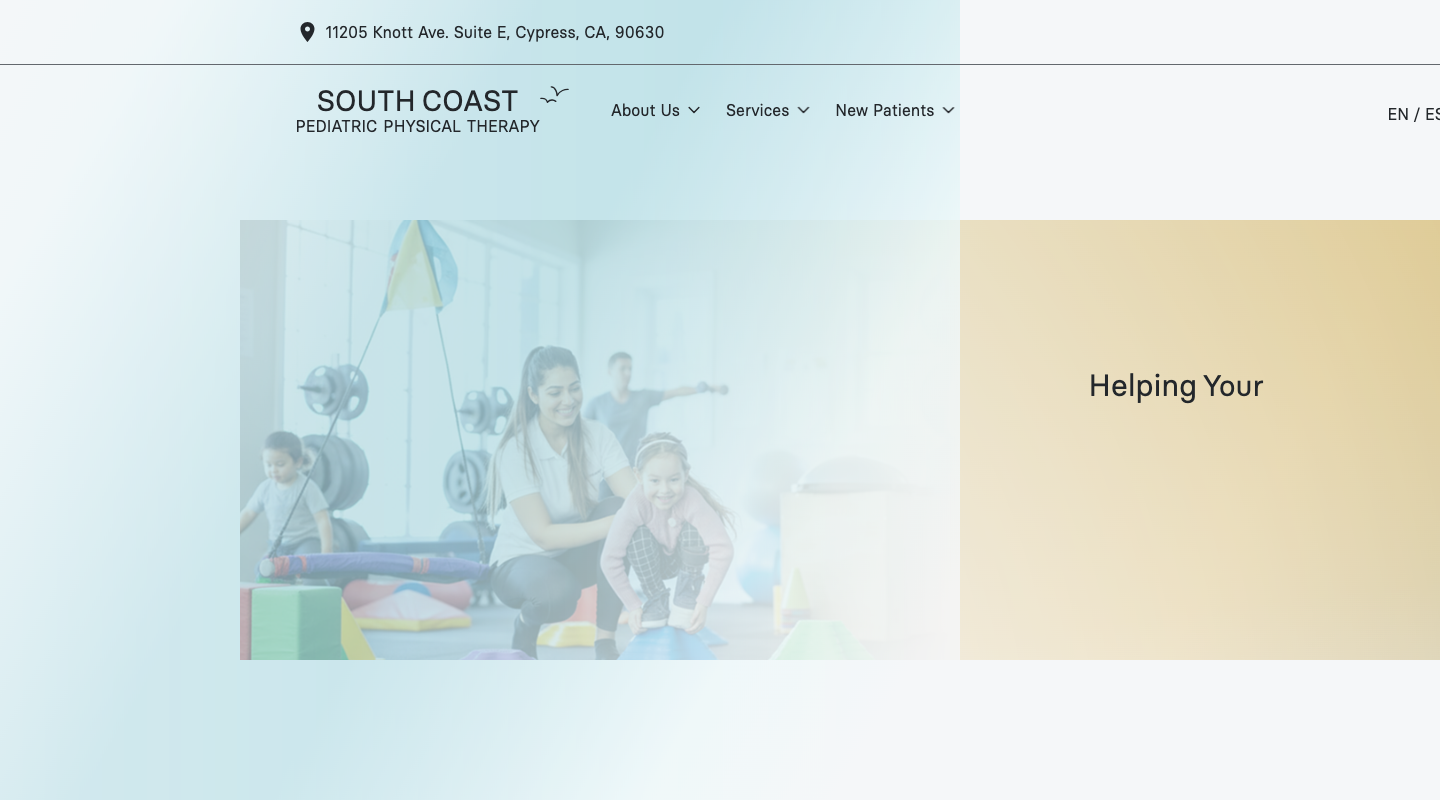 11205 Knott Ave. Suite E, Cypress, CA, 90630
SOUTH COAST
PEDIATRIC PHYSICAL THERAPY
About Us
Services
New Patients
EN / ES
Helping Your